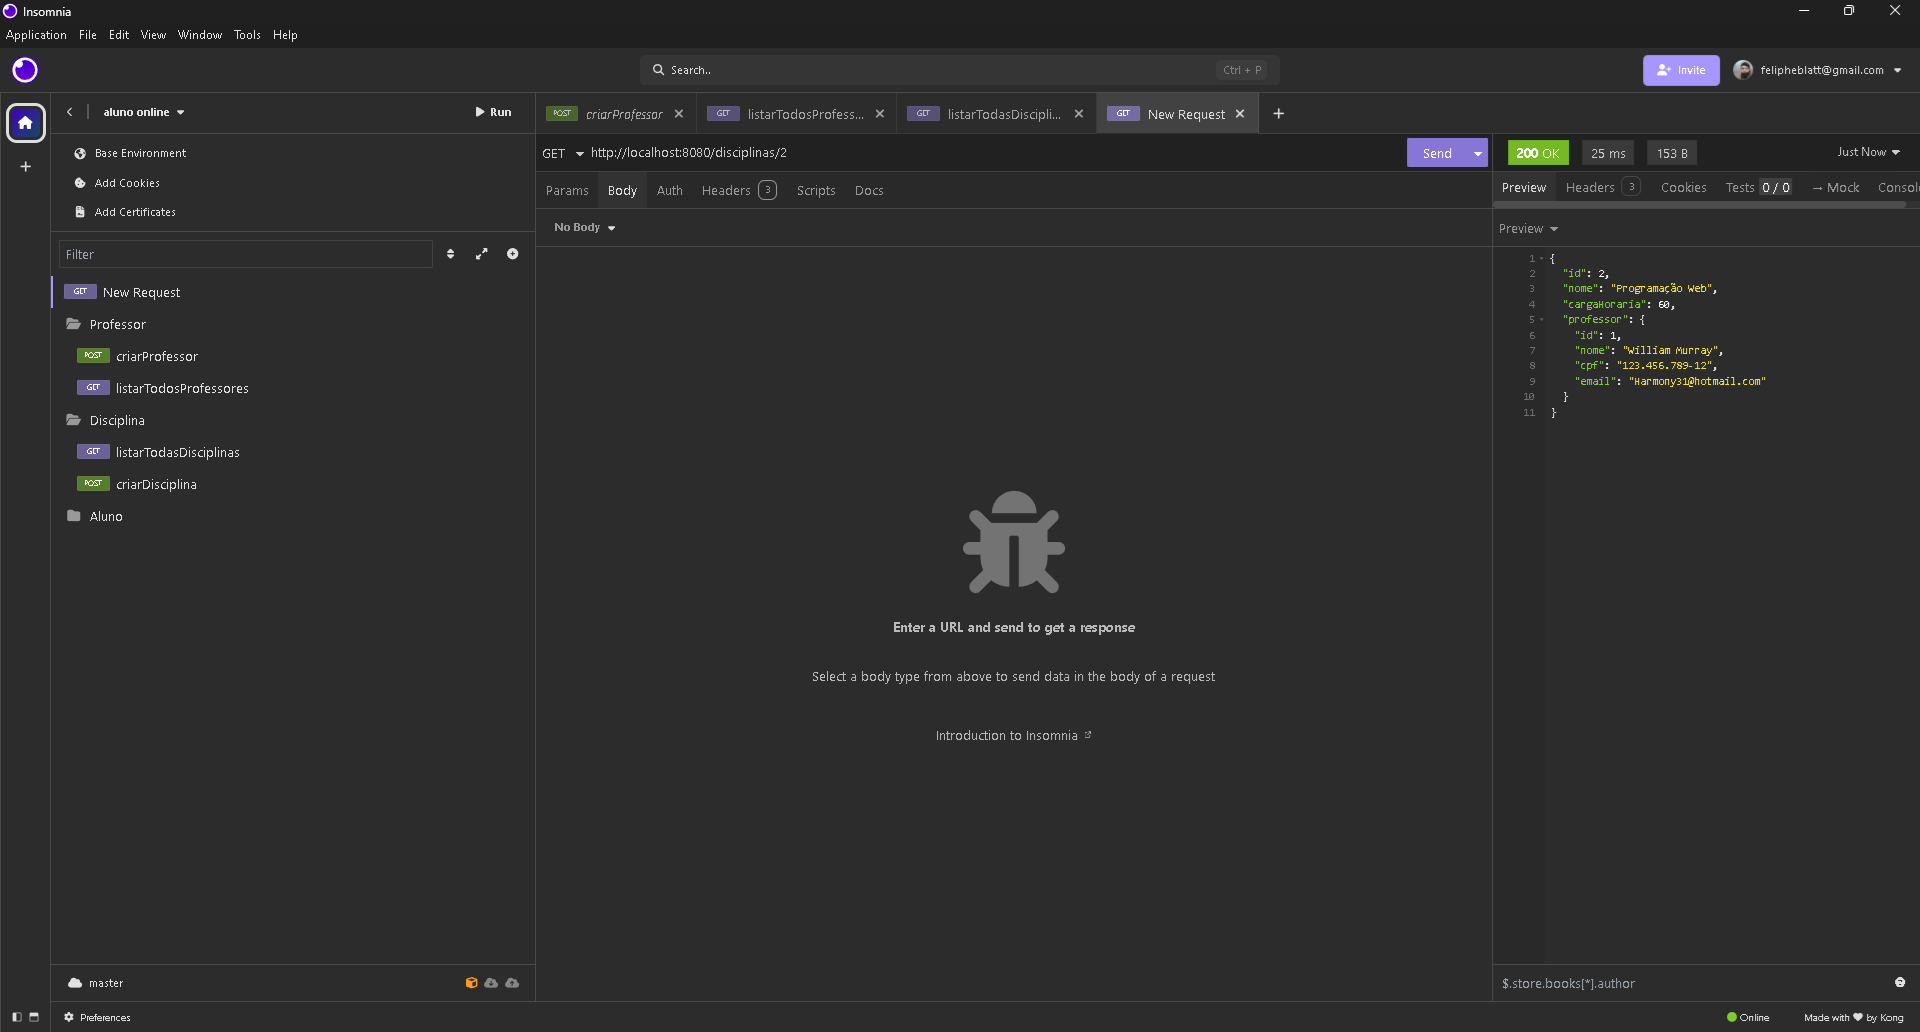 Insomnia
Application File Edit View Window Tools Help
Search.. Ctrl + P
Invite felipheblatt@gmail.com
aluno online Run
Base Environment
Add Cookies
Add Certificates
Filter
GET New Request
Professor
POST criarProfessor
GET listarTodosProfessores
Disciplina
GET listarTodasDisciplinas
POST criarDisciplina
Aluno
master
POST criarProfessor GET listarTodosProfess... GET listarTodasDiscipli... GET New Request
GET http://localhost:8080/disciplinas/2 Send
Params Body Auth Headers 3 Scripts Docs
No Body
Enter a URL and send to get a response
Select a body type from above to send data in the body of a request
Introduction to Insomnia
200 OK 25 ms 153 B Just Now
Preview Headers 3 Cookies Tests 0 / 0 → Mock Consol
Preview
1 {
2 "id": 2,
3 "nome": "Programação Web",
4 "cargaHoraria": 60,
5 "professor": {
6 "id": 1,
7 "nome": "William Murray",
8 "cpf": "123.456.789-12",
9 "email": "Harmony31@hotmail.com"
10 }
11 }
$.store.books[*].author
Preferences
Online Made with ❤ by Kong